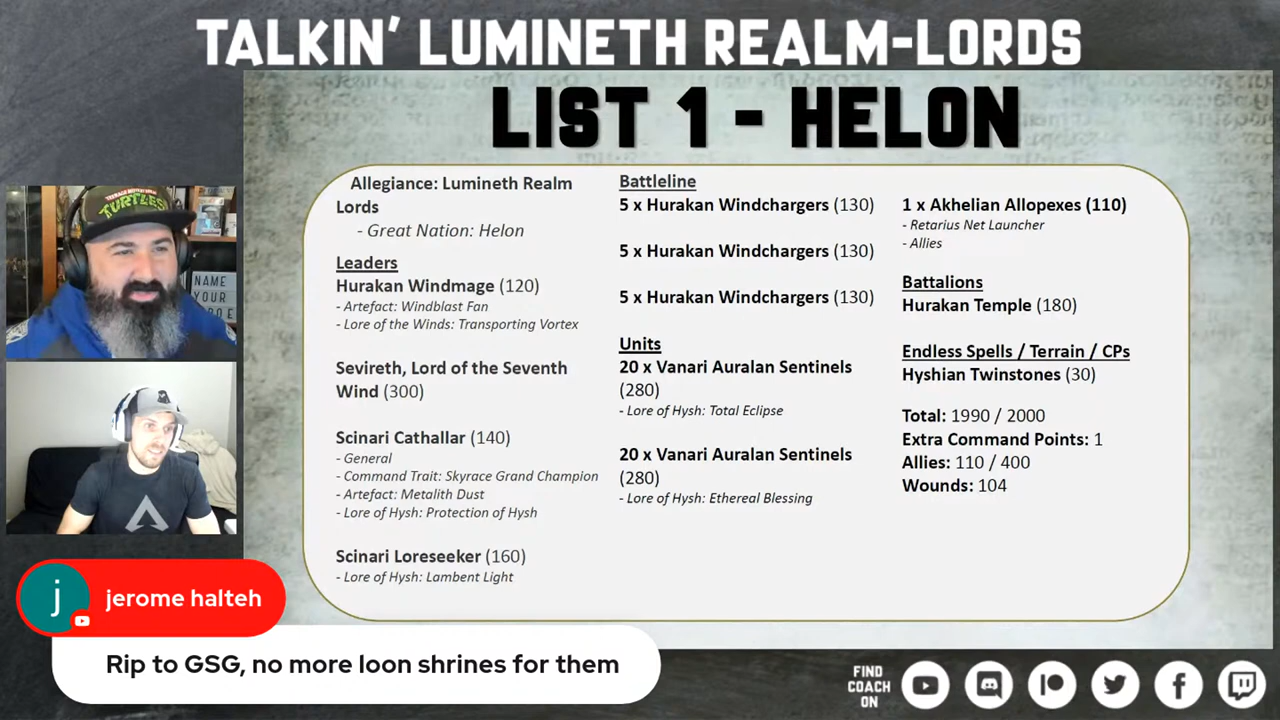 TALKIN' LUMINETH REALM-LORDS
LIST 1 - HELON
Allegiance: Lumineth Realm
Lords
- Great Nation: Helon
Leaders
Hurakan Windmage (120)
- Artefact: Windblast Fan
- Lore of the Winds: Transporting Vortex
Sevireth, Lord of the Seventh
Wind (300)
Scinari Cathallar (140)
- General
- Command Trait: Skyrace Grand Champion
- Artefact: Metalith Dust
- Lore of Hysh: Protection of Hysh
Scinari Loreseeker (160)
- Lore of Hysh: Lambent Light
Battleline
5 x Hurakan Windchargers (130)
5 x Hurakan Windchargers (130)
5 x Hurakan Windchargers (130)
Units
20 x Vanari Auralan Sentinels
(280)
- Lore of Hysh: Total Eclipse
20 x Vanari Auralan Sentinels
(280)
- Lore of Hysh: Ethereal Blessing
1 x Akhelian Allopexes (110)
- Retarius Net Launcher
- Allies
Battalions
Hurakan Temple (180)
Endless Spells / Terrain / CPs
Hyshian Twinstones (30)
Total: 1990 / 2000
Extra Command Points: 1
Allies: 110 / 400
Wounds: 104
TURTLES
NAME
YOUR
j
jerome halteh
Rip to GSG, no more loon shrines for them
FIND
COACH
ON